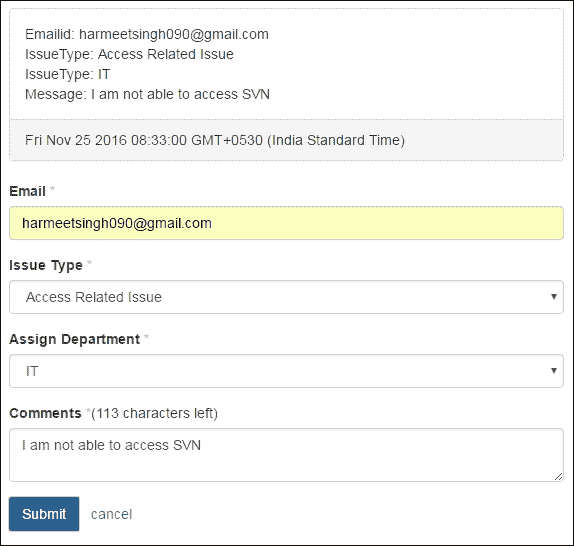 Emailid: harmeetsingh090@gmail.com
IssueType: Access Related Issue
IssueType: IT
Message: I am not able to access SVN
Fri Nov 25 2016 08:33:00 GMT+0530 (India Standard Time)
Email *
harmeetsingh090@gmail.com
Issue Type *
Access Related Issue
Assign Department *
IT
Comments *(113 characters left)
I am not able to access SVN
Submit cancel